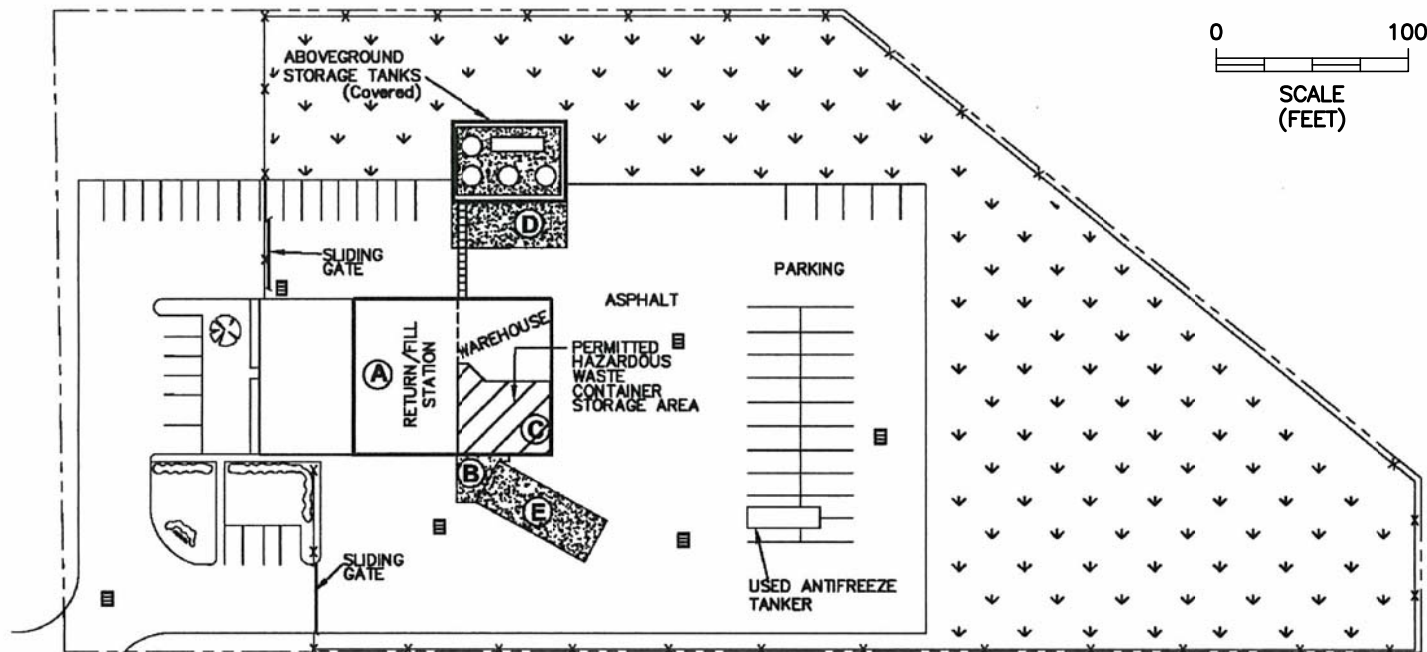 0 100
SCALE
(FEET)
ABOVEGROUND
STORAGE TANKS
(Covered)
D
SLIDING
GATE
PARKING
ASPHALT
WAREHOUSE
RETURN/FILL
STATION
A
PERMITTED
HAZARDOUS
WASTE
CONTAINER
STORAGE AREA
C
B
E
SLIDING
GATE
USED ANTIFREEZE
TANKER